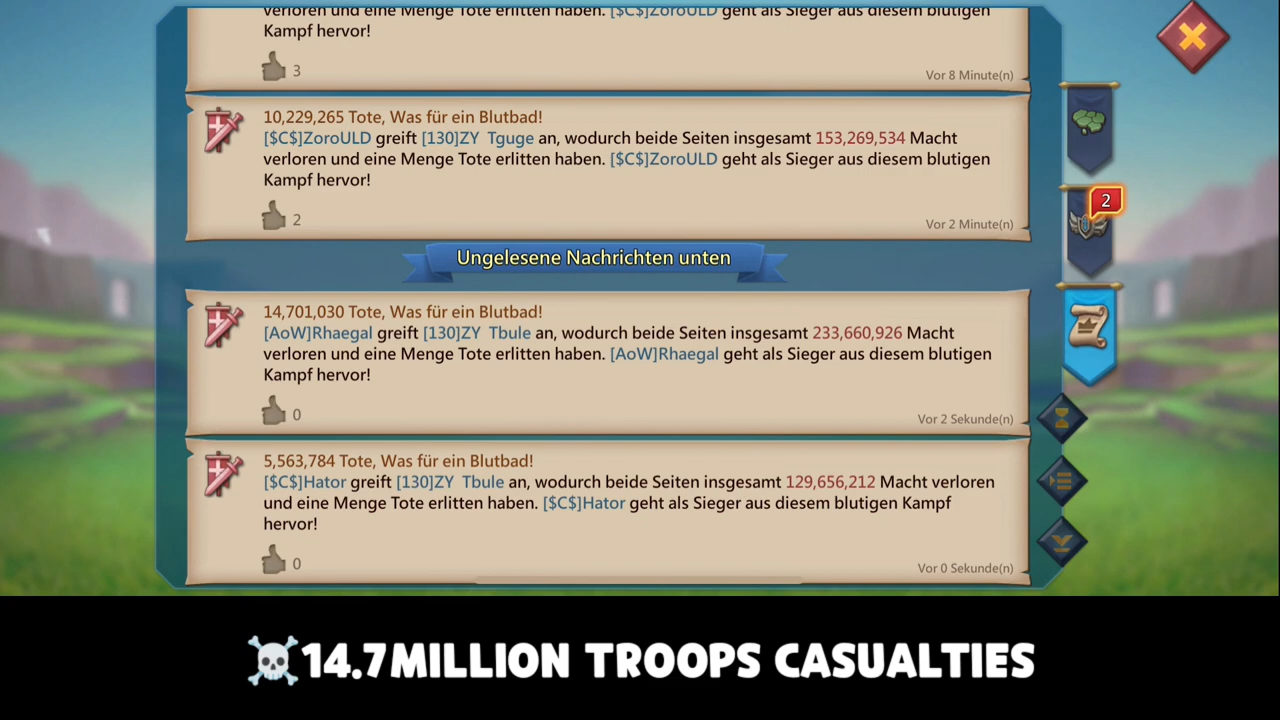 verloren und eine Menge Tote erlitten haben. [$C$]ZoroULD geht als Sieger aus diesem blutigen
Kampf hervor!
3
Vor 8 Minute(n)
10,229,265 Tote, Was für ein Blutbad!
[$C$]ZoroULD greift [130]ZY Tguge an, wodurch beide Seiten insgesamt 153,269,534 Macht
verloren und eine Menge Tote erlitten haben. [$C$]ZoroULD geht als Sieger aus diesem blutigen
Kampf hervor!
2
Vor 2 Minute(n)
2
Ungelesene Nachrichten unten
14,701,030 Tote, Was für ein Blutbad!
[AoW]Rhaegal greift [130]ZY Tbule an, wodurch beide Seiten insgesamt 233,660,926 Macht
verloren und eine Menge Tote erlitten haben. [AoW]Rhaegal geht als Sieger aus diesem blutigen
Kampf hervor!
0
Vor 2 Sekunde(n)
5,563,784 Tote, Was für ein Blutbad!
[$C$]Hator greift [130]ZY Tbule an, wodurch beide Seiten insgesamt 129,656,212 Macht verloren
und eine Menge Tote erlitten haben. [$C$]Hator geht als Sieger aus diesem blutigen Kampf
hervor!
0
Vor 0 Sekunde(n)
☠️14.7MILLION TROOPS CASUALTIES